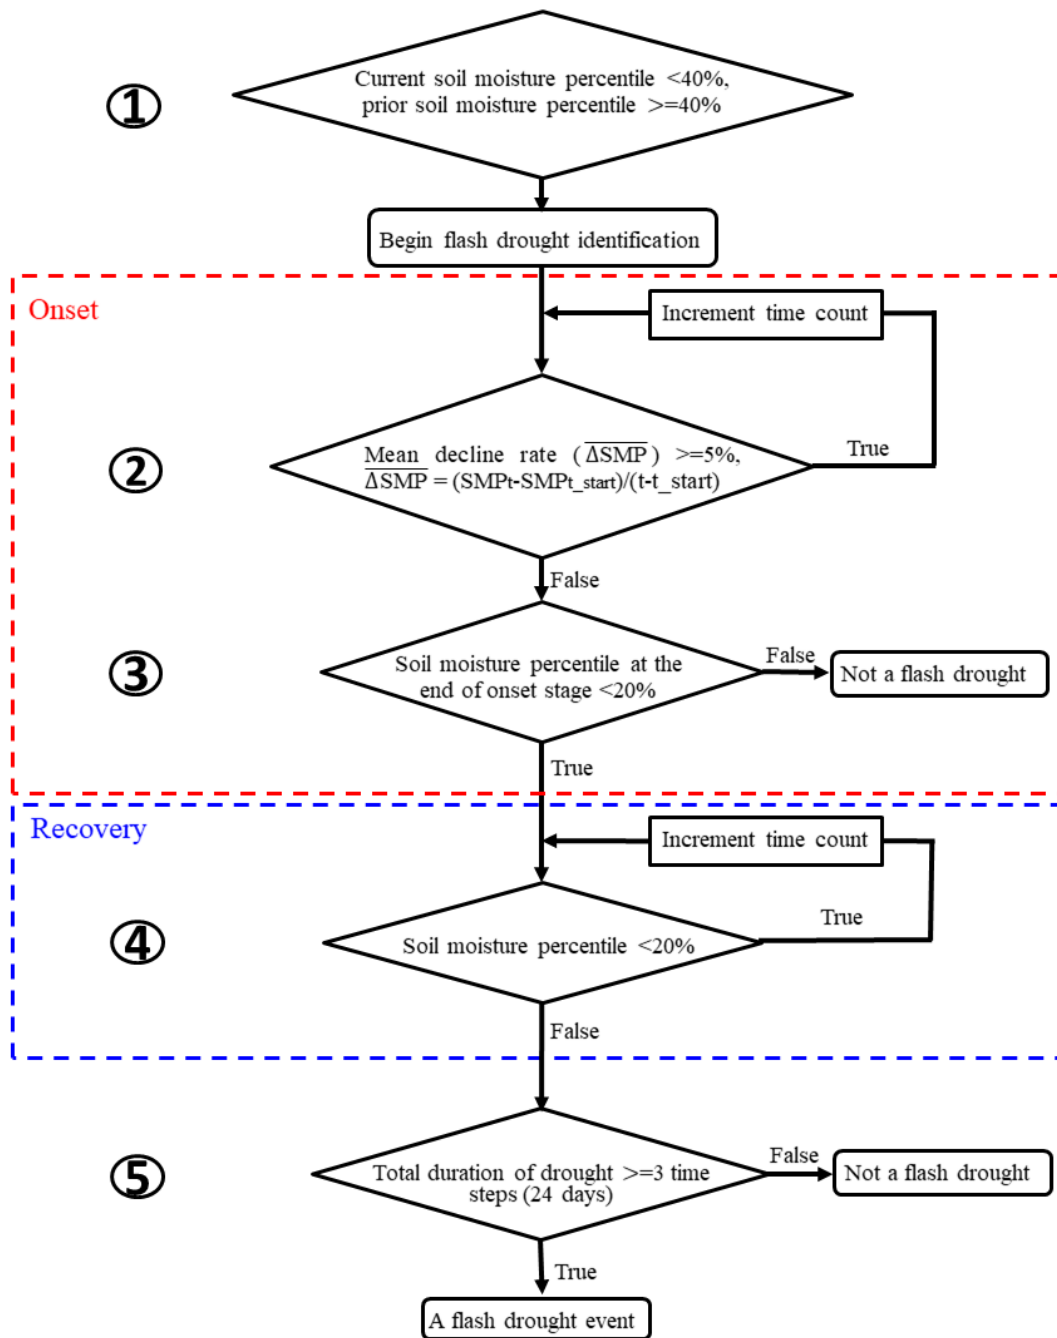 ①
Current soil moisture percentile <40%,
prior soil moisture percentile >=40%
Begin flash drought identification
Onset
Increment time count
②
Mean decline rate ( \overline{ΔSMP} ) >=5%,
\overline{ΔSMP} = (SMPt-SMPt_start)/(t-t_start)
True
False
③
Soil moisture percentile at the
end of onset stage <20%
False
Not a flash drought
True
Recovery
Increment time count
④
Soil moisture percentile <20%
True
False
⑤
Total duration of drought >=3 time
steps (24 days)
False
Not a flash drought
True
A flash drought event